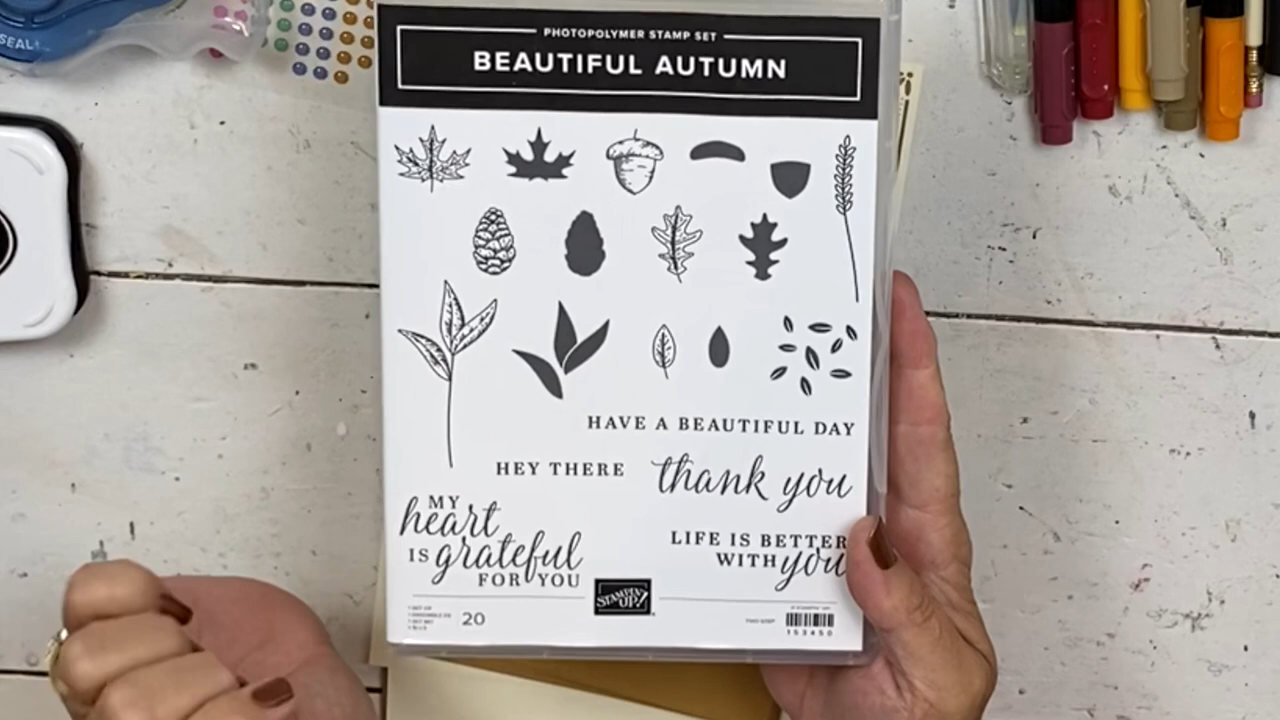 SEAL
PHOTOPOLYMER STAMP SET
BEAUTIFUL AUTUMN
HAVE A BEAUTIFUL DAY
HEY THERE
thank you
MY
heart
IS grateful
FOR YOU
LIFE IS BETTER
WITH you
STAMPIN' UP!
20
153450